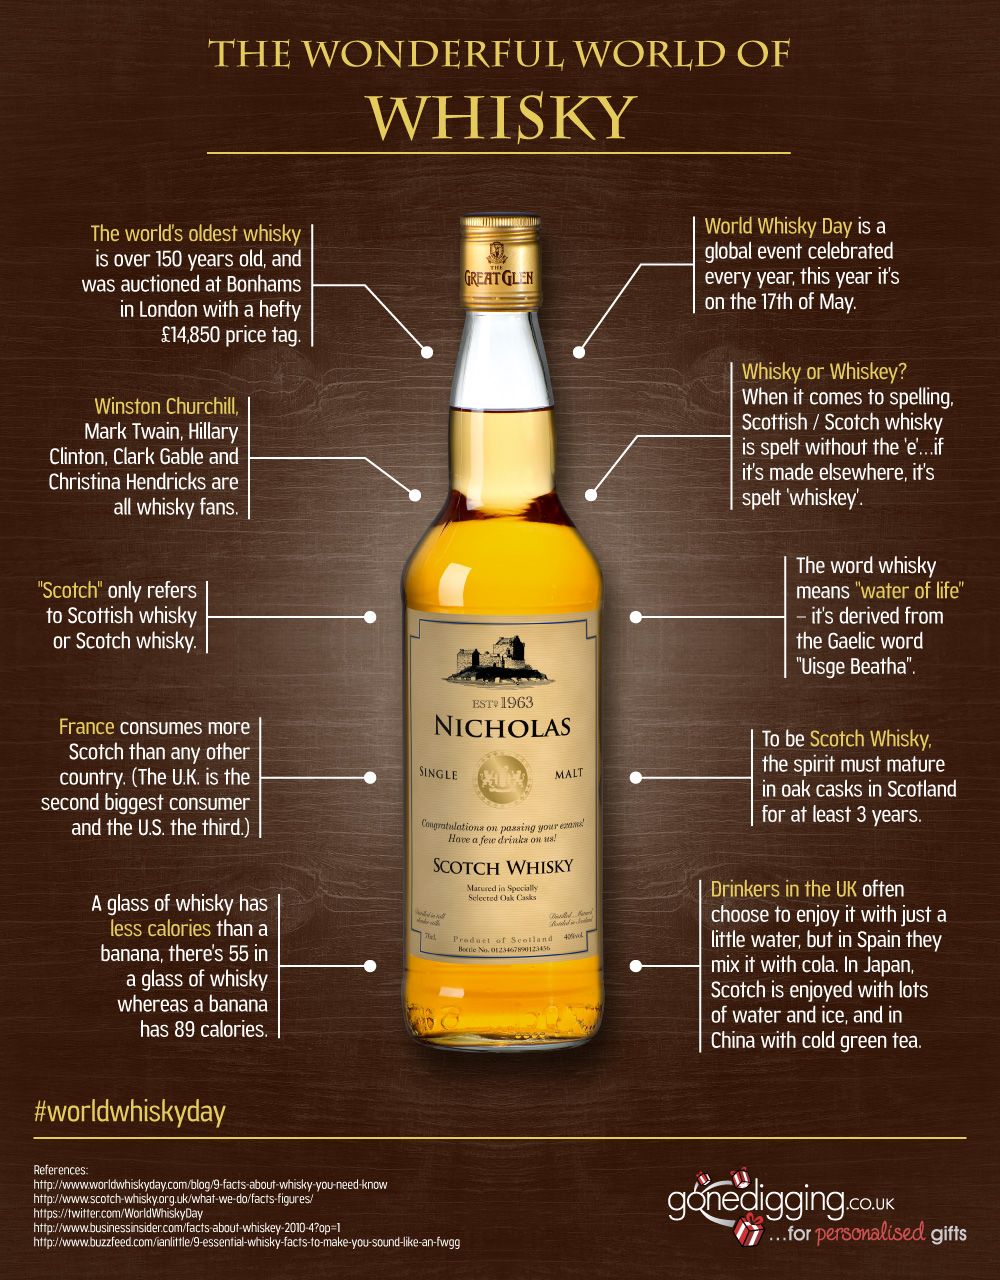 THE WONDERFUL WORLD OF
WHISKY
The world's oldest whisky
is over 150 years old, and
was auctioned at Bonhams
in London with a hefty
£14,850 price tag.
Winston Churchill,
Mark Twain, Hillary
Clinton, Clark Gable and
Christina Hendricks are
all whisky fans.
"Scotch" only refers
to Scottish whisky
or Scotch whisky.
France consumes more
Scotch than any other
country. (The U.K. is the
second biggest consumer
and the U.S. the third.)
A glass of whisky has
less calories than a
banana, there's 55 in
a glass of whisky
whereas a banana
has 89 calories.
THE
GREAT GLEN
ESTD 1963
NICHOLAS
SINGLE MALT
Congratulations on passing your exams!
Have a few drinks on us!
SCOTCH WHISKY
Matured in Specially
Selected Oak Casks
70cl. Product of Scotland 40%vol.
Bottle No. 0123467890123456
World Whisky Day is a
global event celebrated
every year, this year it's
on the 17th of May.
Whisky or Whiskey?
When it comes to spelling,
Scottish / Scotch whisky
is spelt without the 'e'...if
it's made elsewhere, it's
spelt 'whiskey'.
The word whisky
means "water of life"
– it's derived from
the Gaelic word
"Uisge Beatha".
To be Scotch Whisky,
the spirit must mature
in oak casks in Scotland
for at least 3 years.
Drinkers in the UK often
choose to enjoy it with just a
little water, but in Spain they
mix it with cola. In Japan,
Scotch is enjoyed with lots
of water and ice, and in
China with cold green tea.
#worldwhiskyday
References:
http://www.worldwhiskyday.com/blog/9-facts-about-whisky-you-need-know
http://www.scotch-whisky.org.uk/what-we-do/facts-figures/
https://twitter.com/WorldWhiskyDay
http://www.businessinsider.com/facts-about-whiskey-2010-4?op=1
http://www.buzzfeed.com/ianlittle/9-essential-whisky-facts-to-make-you-sound-like-an-fwgg
gonedigging.co.uk
...for personalised gifts